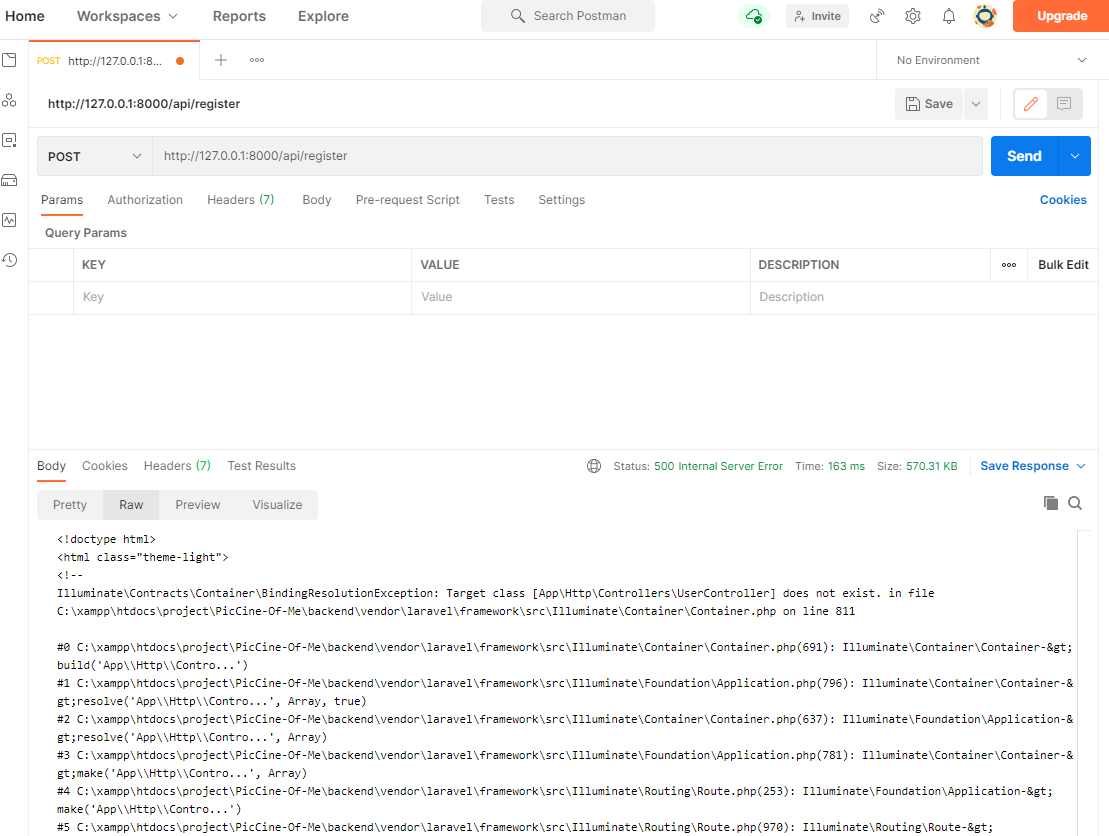 Home Workspaces Reports Explore Search Postman Invite Upgrade
POST http://127.0.0.1:8... No Environment
http://127.0.0.1:8000/api/register Save
POST http://127.0.0.1:8000/api/register Send
Params Authorization Headers (7) Body Pre-request Script Tests Settings Cookies
Query Params
KEY VALUE DESCRIPTION Bulk Edit
Key Value Description
Body Cookies Headers (7) Test Results Status: 500 Internal Server Error Time: 163 ms Size: 570.31 KB Save Response
Pretty Raw Preview Visualize
<!doctype html>
<html class="theme-light">
<!--
Illuminate\Contracts\Container\BindingResolutionException: Target class [App\Http\Controllers\UserController] does not exist. in file
C:\xampp\htdocs\project\PicCine-Of-Me\backend\vendor\laravel\framework\src\Illuminate\Container\Container.php on line 811
#0 C:\xampp\htdocs\project\PicCine-Of-Me\backend\vendor\laravel\framework\src\Illuminate\Container\Container.php(691): Illuminate\Container\Container-&gt;
build('App\\Http\\Contro...')
#1 C:\xampp\htdocs\project\PicCine-Of-Me\backend\vendor\laravel\framework\src\Illuminate\Foundation\Application.php(796): Illuminate\Container\Container-&
gt;resolve('App\\Http\\Contro...', Array, true)
#2 C:\xampp\htdocs\project\PicCine-Of-Me\backend\vendor\laravel\framework\src\Illuminate\Container\Container.php(637): Illuminate\Foundation\Application-&
gt;resolve('App\\Http\\Contro...', Array)
#3 C:\xampp\htdocs\project\PicCine-Of-Me\backend\vendor\laravel\framework\src\Illuminate\Foundation\Application.php(781): Illuminate\Container\Container-&
gt;make('App\\Http\\Contro...', Array)
#4 C:\xampp\htdocs\project\PicCine-Of-Me\backend\vendor\laravel\framework\src\Illuminate\Routing\Route.php(253): Illuminate\Foundation\Application-&gt;
make('App\\Http\\Contro...')
#5 C:\xampp\htdocs\project\PicCine-Of-Me\backend\vendor\laravel\framework\src\Illuminate\Routing\Route.php(970): Illuminate\Routing\Route-&gt;